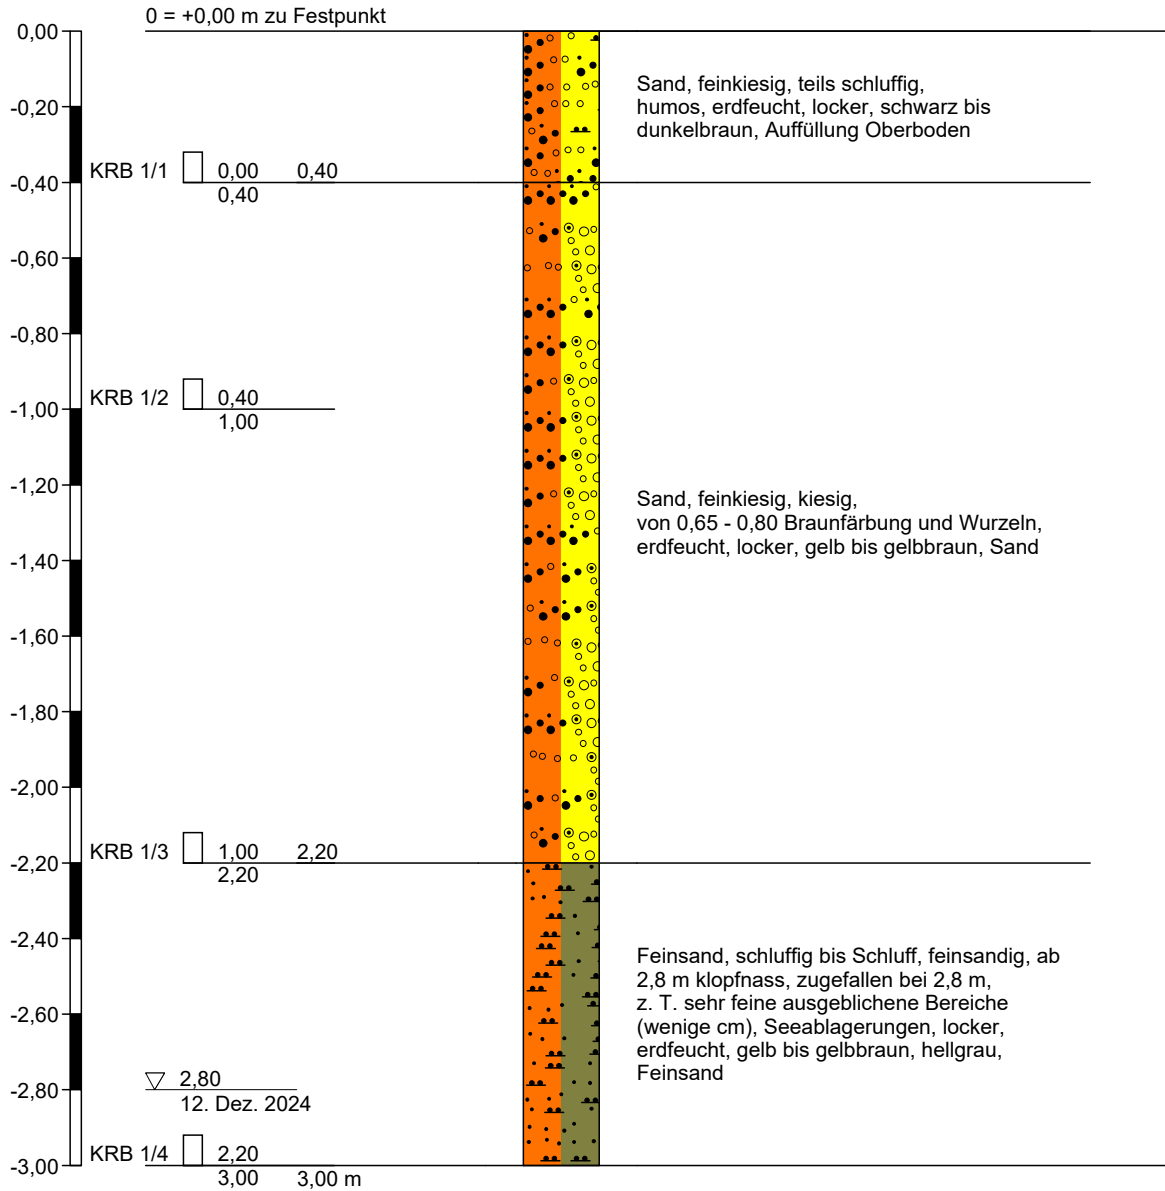 0 = +0,00 m zu Festpunkt
0,00
Sand, feinkiesig, teils schluffig,
humos, erdfeucht, locker, schwarz bis
dunkelbraun, Auffüllung Oberboden
-0,20
KRB 1/1 0,00 0,40
-0,40
0,40
-0,60
-0,80
KRB 1/2 0,40
-1,00
1,00
-1,20
Sand, feinkiesig, kiesig,
von 0,65 - 0,80 Braunfärbung und Wurzeln,
erdfeucht, locker, gelb bis gelbbraun, Sand
-1,40
-1,60
-1,80
-2,00
KRB 1/3 1,00 2,20
-2,20
2,20
-2,40
Feinsand, schluffig bis Schluff, feinsandig, ab
2,8 m klopfnass, zugefallen bei 2,8 m,
z. T. sehr feine ausgeblichene Bereiche
(wenige cm), Seeablagerungen, locker,
erdfeucht, gelb bis gelbbraun, hellgrau,
Feinsand
-2,60
2,80
-2,80
12. Dez. 2024
KRB 1/4 2,20
-3,00
3,00 3,00 m